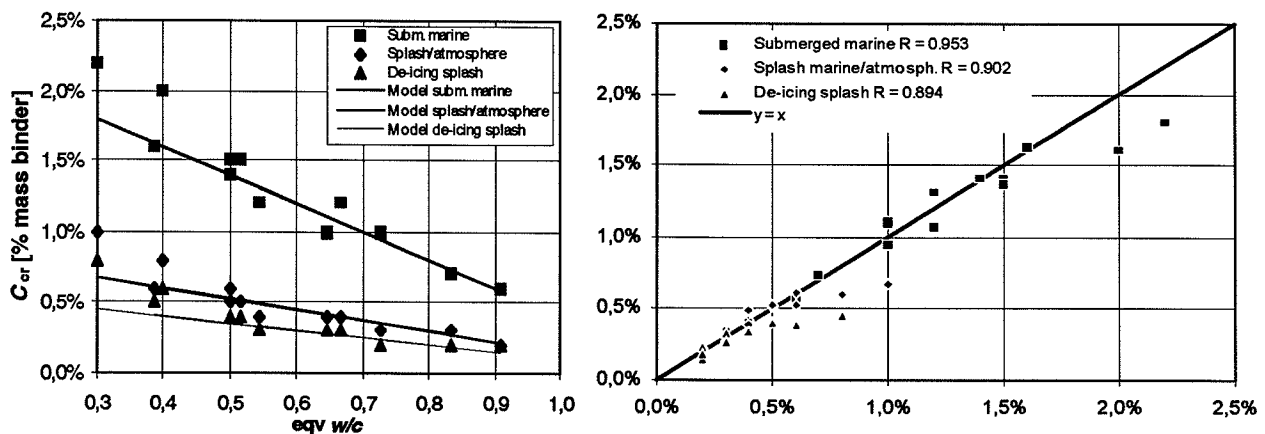 2,5%
2,0%
1,5%
1,0%
0,5%
0,0%
C cr [% mass binder]
Subm. marine
Splash/atmosphere
De-icing splash
Model subm. marine
Model splash/atmosphere
Model de-icing splash
0,3 0,4 0,5 0,6 0,7 0,8 0,9 1,0
eqv w/c
2,5%
2,0%
1,5%
1,0%
0,5%
0,0%
Submerged marine R = 0.953
Splash marine/atmosph. R = 0.902
De-icing splash R = 0.894
y = x
0,0% 0,5% 1,0% 1,5% 2,0% 2,5%